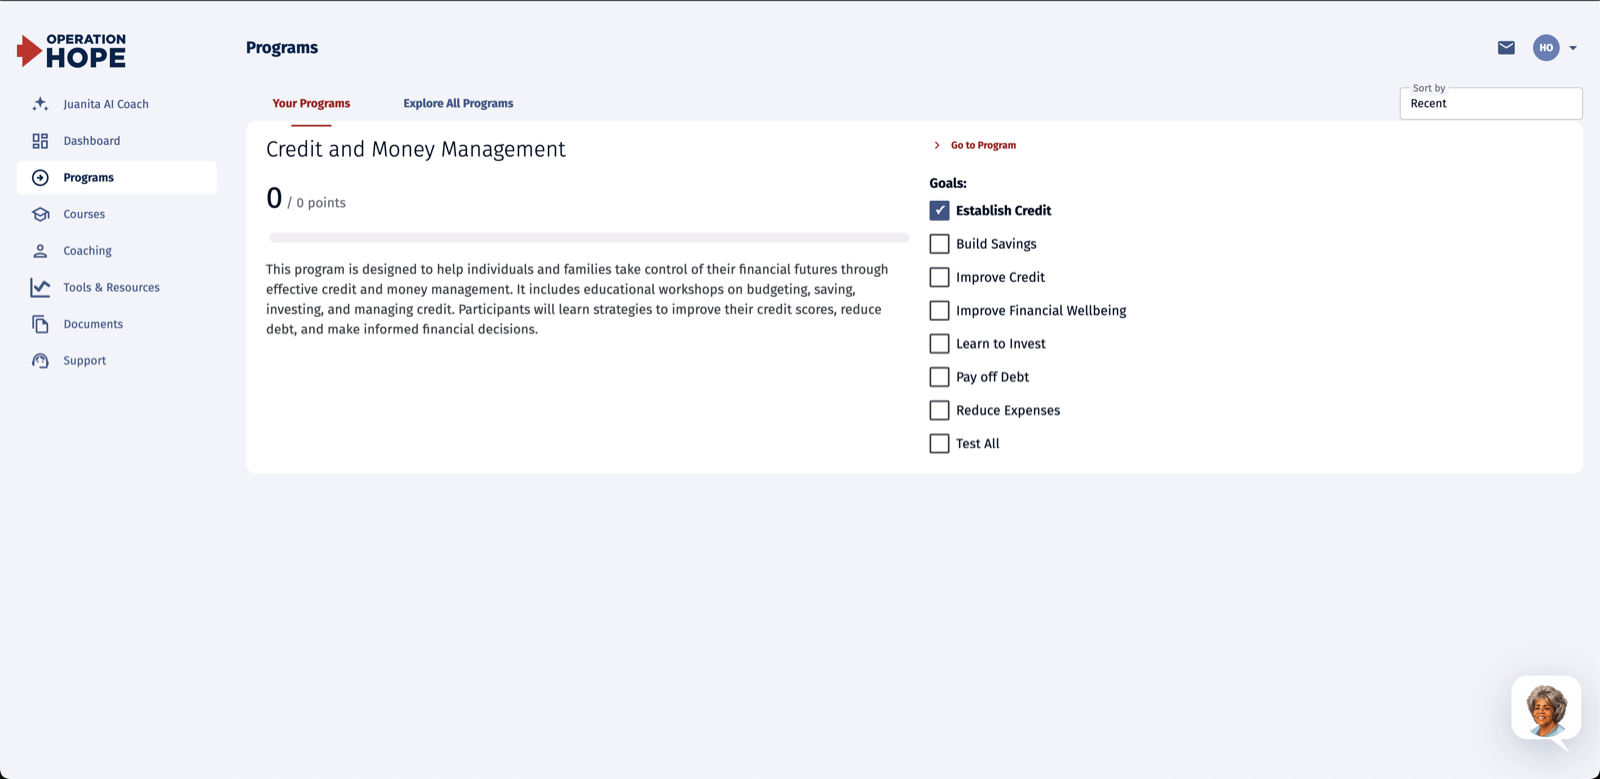 OPERATION
HOPE
Programs
HO
Juanita AI Coach
Dashboard
Programs
Courses
Coaching
Tools & Resources
Documents
Support
Your Programs
Explore All Programs
Sort by
Recent
Credit and Money Management
0 / 0 points
This program is designed to help individuals and families take control of their financial futures through
effective credit and money management. It includes educational workshops on budgeting, saving,
investing, and managing credit. Participants will learn strategies to improve their credit scores, reduce
debt, and make informed financial decisions.
Go to Program
Goals:
Establish Credit
Build Savings
Improve Credit
Improve Financial Wellbeing
Learn to Invest
Pay off Debt
Reduce Expenses
Test All